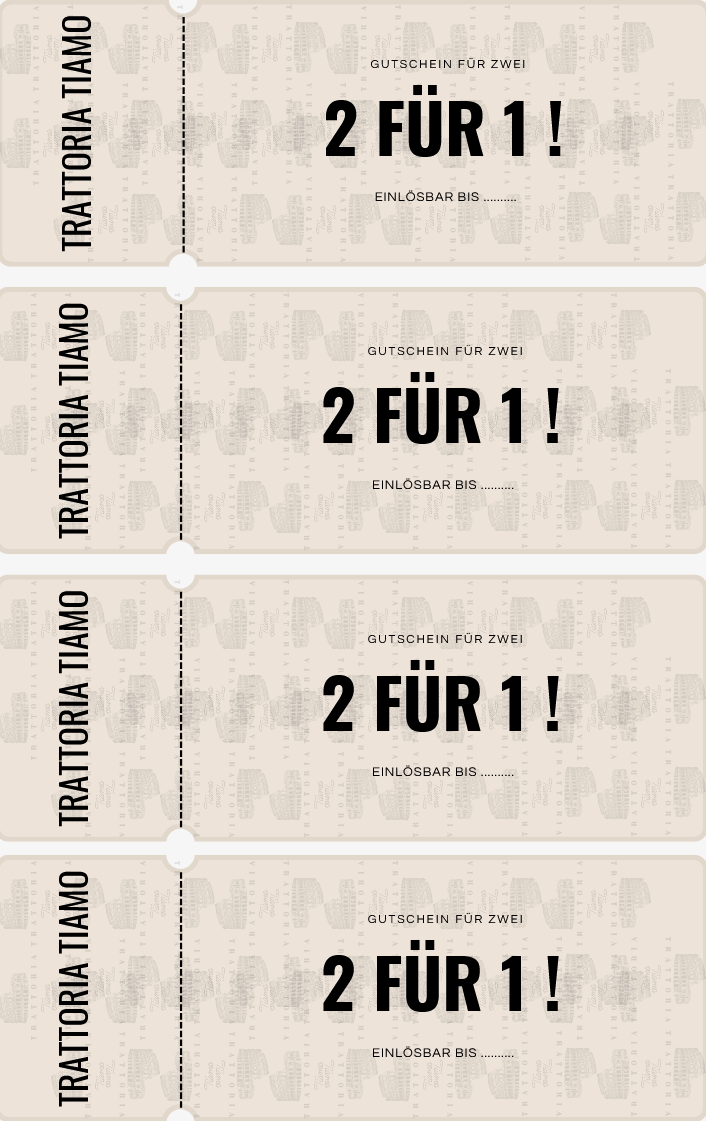 TRATTORIA TIAMO
GUTSCHEIN FÜR ZWEI
2 FÜR 1 !
EINLÖSBAR BIS ..........
TRATTORIA TIAMO
GUTSCHEIN FÜR ZWEI
2 FÜR 1 !
EINLÖSBAR BIS ..........
TRATTORIA TIAMO
GUTSCHEIN FÜR ZWEI
2 FÜR 1 !
EINLÖSBAR BIS ..........
TRATTORIA TIAMO
GUTSCHEIN FÜR ZWEI
2 FÜR 1 !
EINLÖSBAR BIS ..........